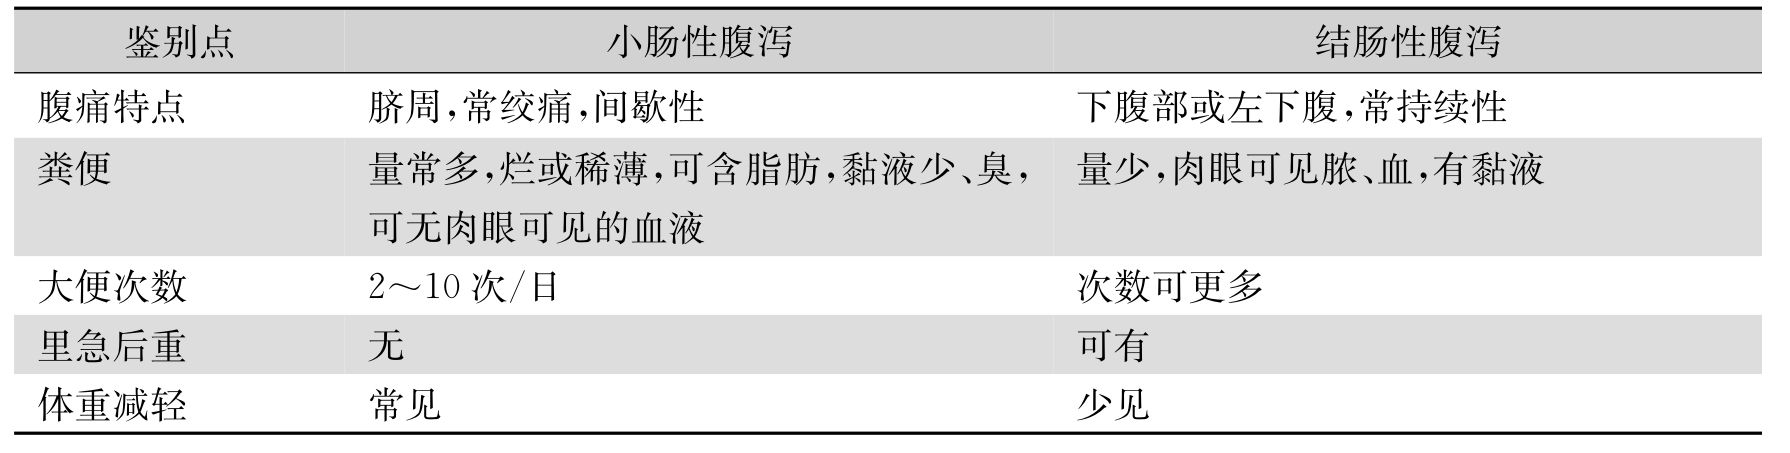 鉴别点 小肠性腹泻 结肠性腹泻
腹痛特点 脐周,常绞痛,间歇性 下腹部或左下腹,常持续性
粪便 量常多,烂或稀薄,可含脂肪,黏液少、臭, 量少,肉眼可见脓、血,有黏液
可无肉眼可见的血液
大便次数 2～10 次/日 次数可更多
里急后重 无 可有
体重减轻 常见 少见